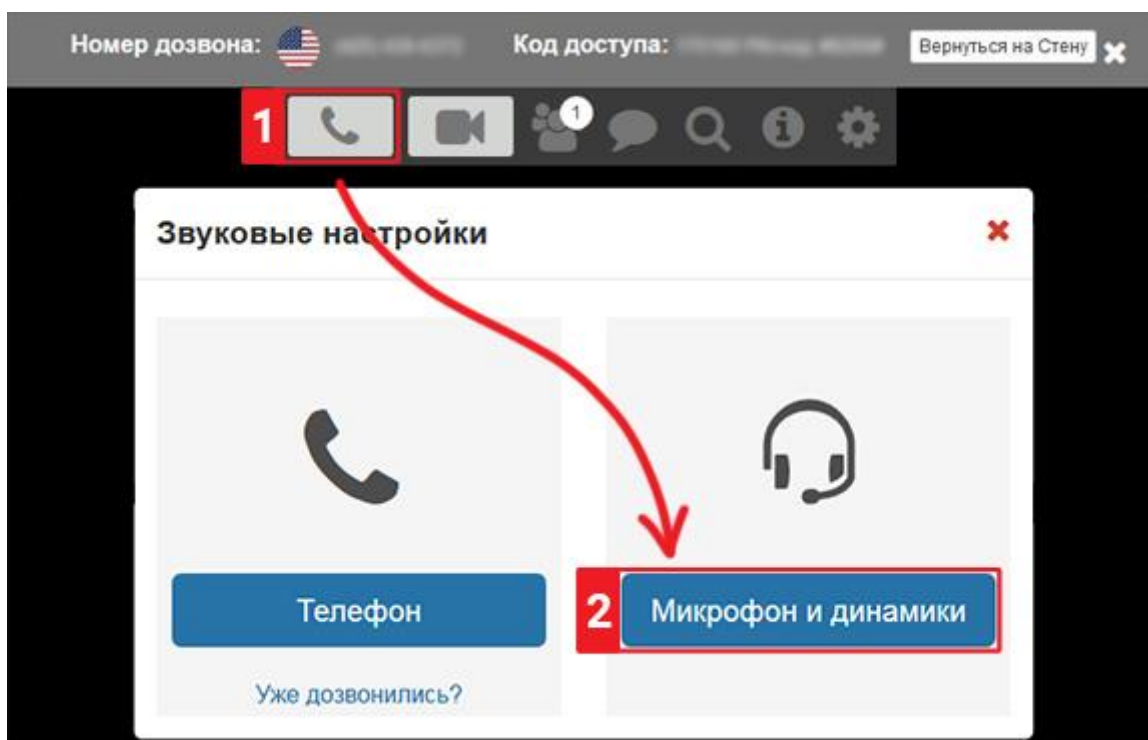 Номер дозвона:
Код доступа:
Вернуться на Стену
1
1
Звуковые настройки
Телефон
2
Микрофон и динамики
Уже дозвонились?